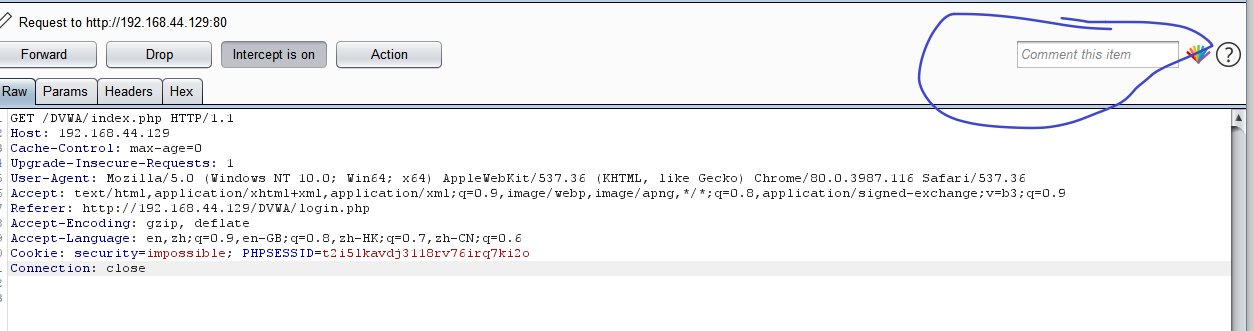 Request to http://192.168.44.129:80
Forward Drop Intercept is on Action Comment this item ?
Raw Params Headers Hex
GET /DVWA/index.php HTTP/1.1
Host: 192.168.44.129
Cache-Control: max-age=0
Upgrade-Insecure-Requests: 1
User-Agent: Mozilla/5.0 (Windows NT 10.0; Win64; x64) AppleWebKit/537.36 (KHTML, like Gecko) Chrome/80.0.3987.116 Safari/537.36
Accept: text/html,application/xhtml+xml,application/xml;q=0.9,image/webp,image/apng,*/*;q=0.8,application/signed-exchange;v=b3;q=0.9
Referer: http://192.168.44.129/DVWA/login.php
Accept-Encoding: gzip, deflate
Accept-Language: en,zh;q=0.9,en-GB;q=0.8,zh-HK;q=0.7,zh-CN;q=0.6
Cookie: security=impossible; PHPSESSID=t2i5lkavdj3118rv76irq7ki2o
Connection: close